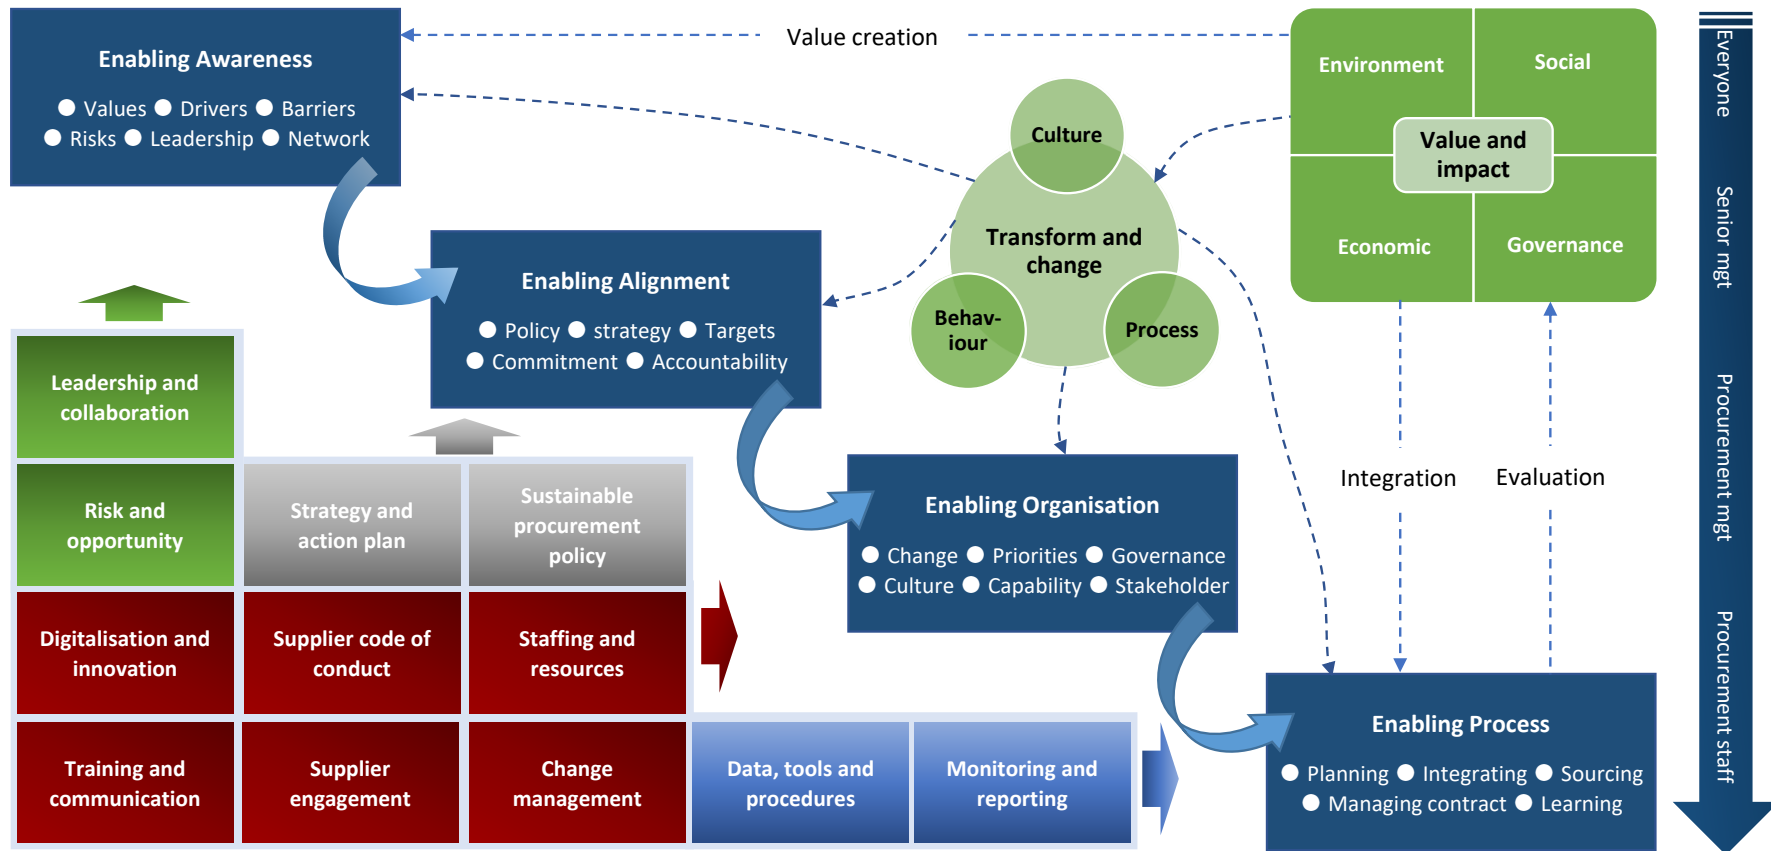 Enabling Awareness
● Values ● Drivers ● Barriers
● Risks ● Leadership ● Network
Value creation
Environment
Social
Value and
impact
Economic
Governance
Everyone
Senior mgt
Procurement mgt
Procurement staff
Culture
Transform and
change
Behav-
iour
Process
Enabling Alignment
● Policy ● strategy ● Targets
● Commitment ● Accountability
Integration
Evaluation
Enabling Organisation
● Change ● Priorities ● Governance
● Culture ● Capability ● Stakeholder
Enabling Process
● Planning ● Integrating ● Sourcing
● Managing contract ● Learning
Leadership and
collaboration
Risk and
opportunity
Strategy and
action plan
Sustainable
procurement
policy
Digitalisation and
innovation
Supplier code of
conduct
Staffing and
resources
Training and
communication
Supplier
engagement
Change
management
Data, tools and
procedures
Monitoring and
reporting